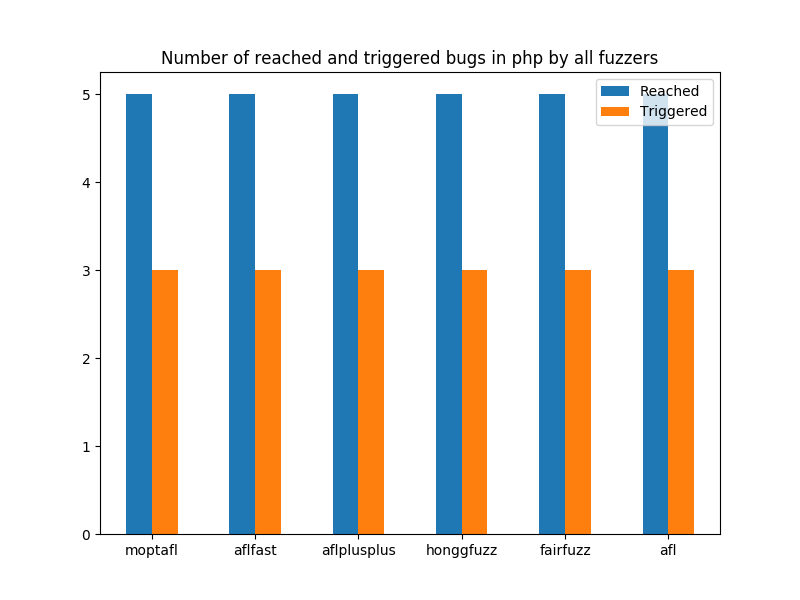 Number of reached and triggered bugs in php by all fuzzers
Reached
Triggered
5
4
3
2
1
0
moptafl aflfast aflplusplus honggfuzz fairfuzz afl